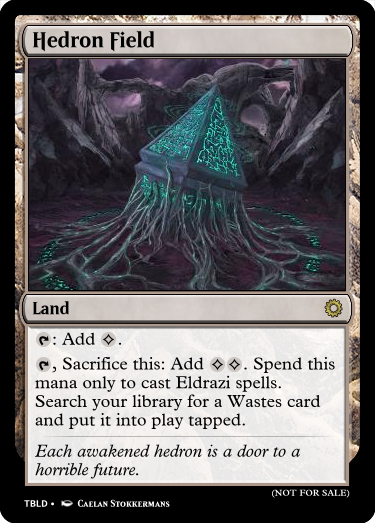 Hedron Field
Land
: Add .
, Sacrifice this: Add . Spend this
mana only to cast Eldrazi spells.
Search your library for a Wastes card
and put it into play tapped.
Each awakened hedron is a door to a
horrible future.
(NOT FOR SALE)
TBLD • Caelan Stokkermans